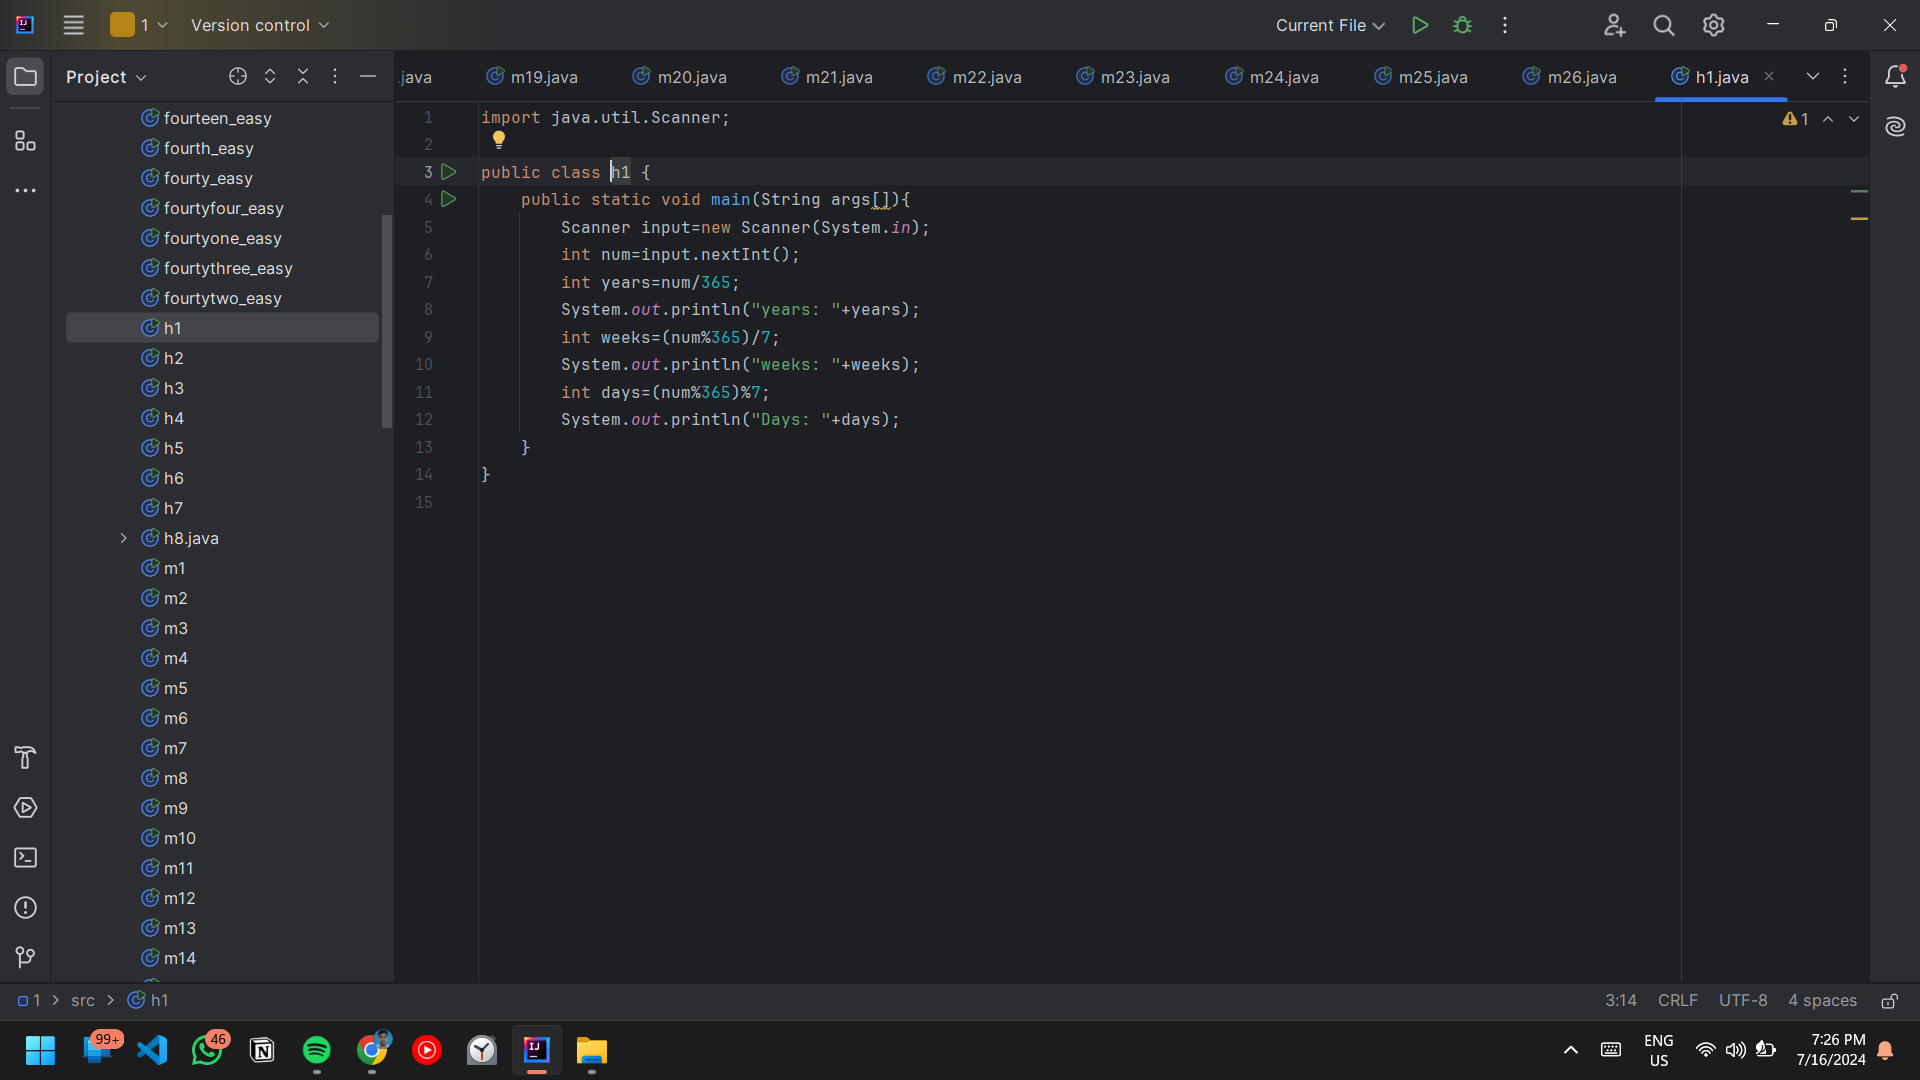 1 Version control Current File
Project
.java m19.java m20.java m21.java m22.java m23.java m24.java m25.java m26.java h1.java
fourteen_easy
fourth_easy
fourty_easy
fourtyfour_easy
fourtyone_easy
fourtythree_easy
fourtytwo_easy
h1
h2
h3
h4
h5
h6
h7
h8.java
m1
m2
m3
m4
m5
m6
m7
m8
m9
m10
m11
m12
m13
m14
1 import java.util.Scanner;
2
3 public class h1 {
4 public static void main(String args[]){
5 Scanner input=new Scanner(System.in);
6 int num=input.nextInt();
7 int years=num/365;
8 System.out.println("years: "+years);
9 int weeks=(num%365)/7;
10 System.out.println("weeks: "+weeks);
11 int days=(num%365)%7;
12 System.out.println("Days: "+days);
13 }
14 }
15
1
1 src h1
3:14 CRLF UTF-8 4 spaces
99+ 46
ENG
US
7:26 PM
7/16/2024